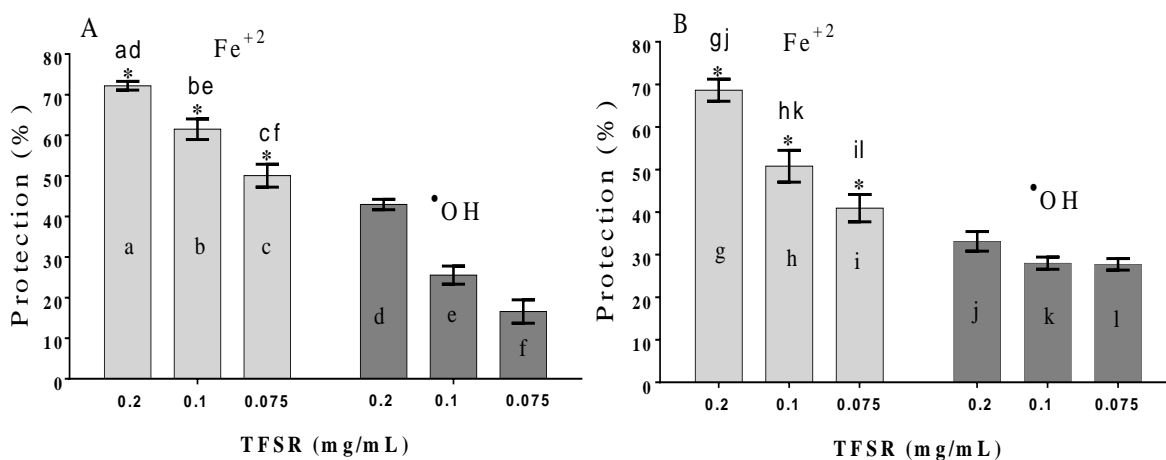 A
Fe+2
Protection (%)
80
70
60
50
40
30
20
10
0
ad
*
be
*
cf
*
•OH
a
b
c
d
e
f
0.2
0.1
0.075
0.2
0.1
0.075
TFSR (mg/mL)
B
Fe+2
Protection (%)
80
70
60
50
40
30
20
10
0
gj
*
hk
*
il
*
•OH
g
h
i
j
k
l
0.2
0.1
0.075
0.2
0.1
0.075
TFSR (mg/mL)